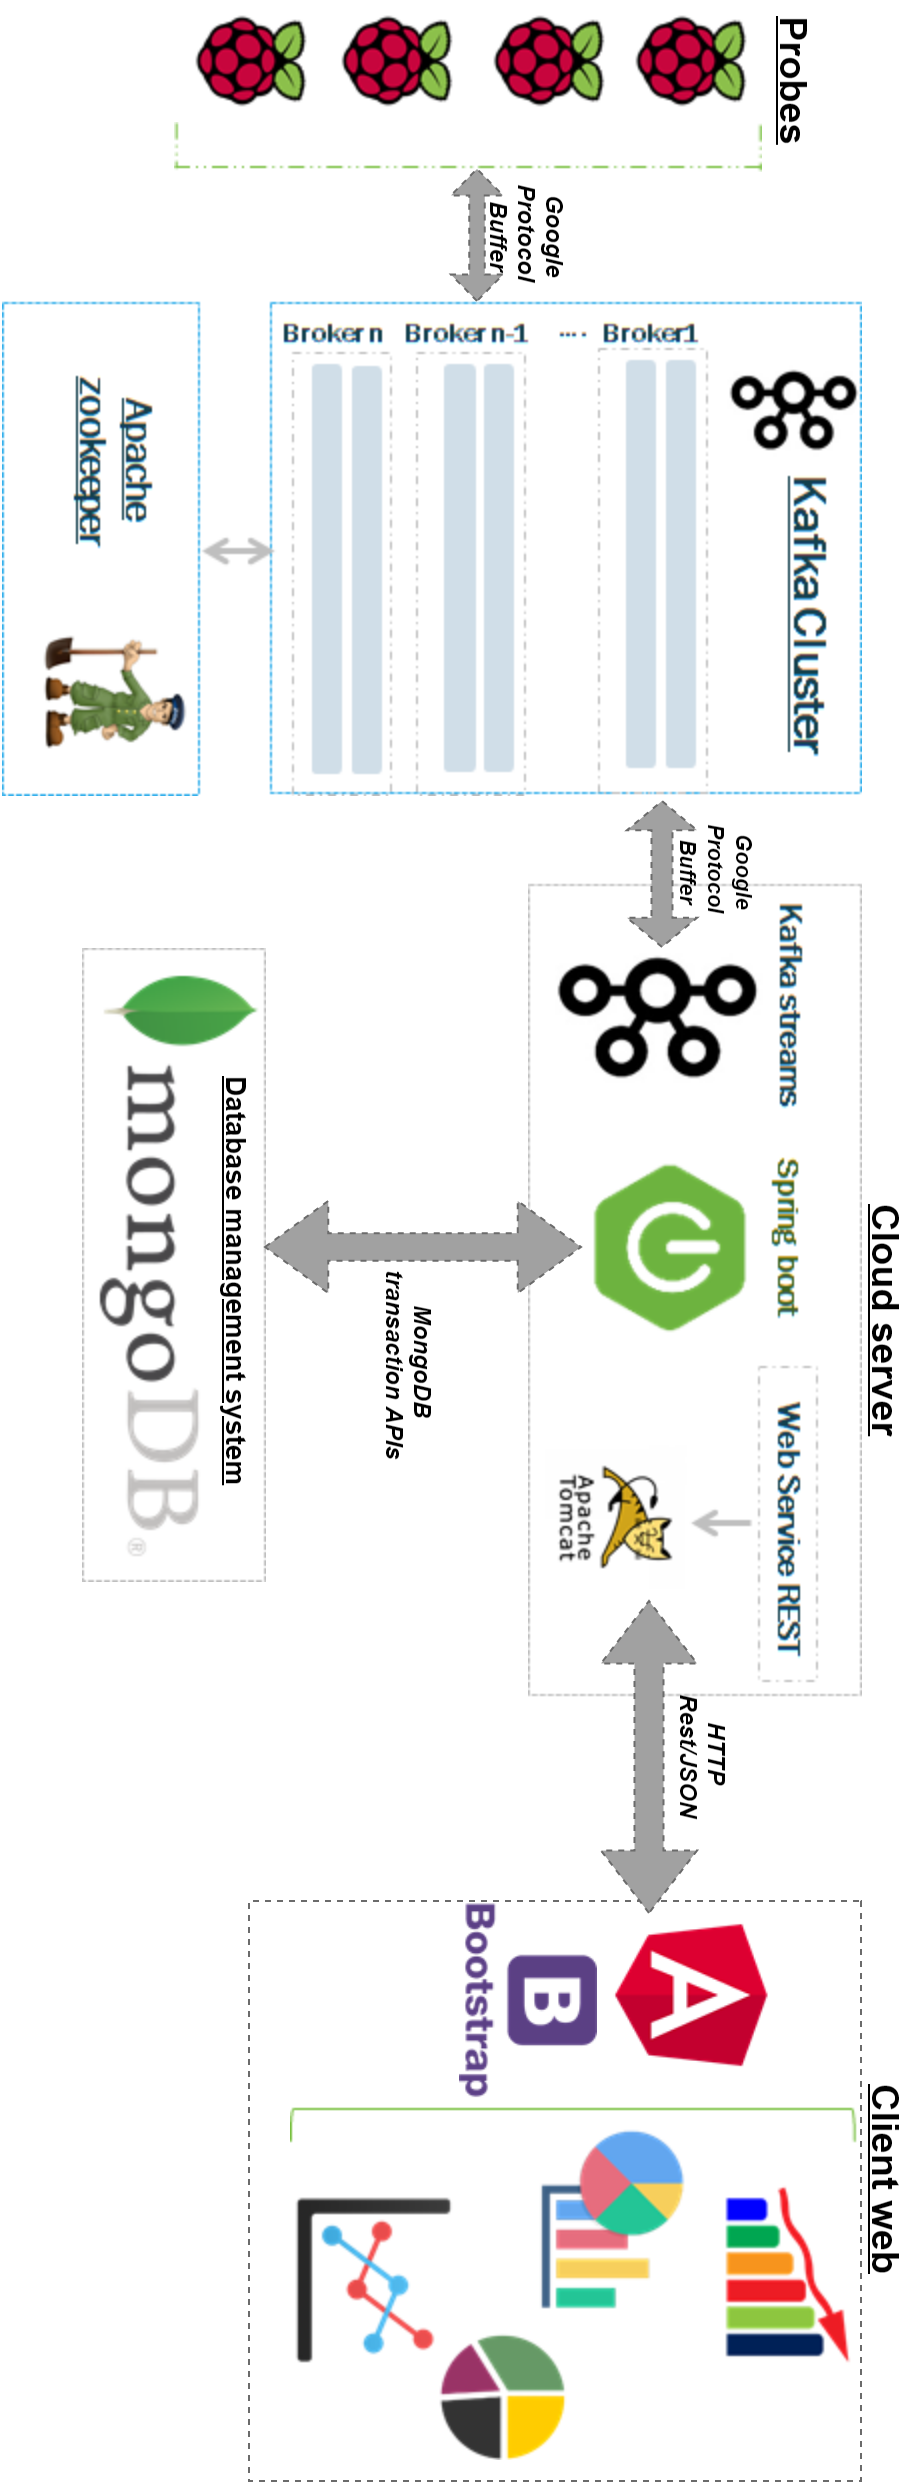 Probes
Google
Protocol
Buffer
Broker n
Broker n-1
....
Broker1
Kafka Cluster
Apache
zookeeper
Google
Protocol
Buffer
Cloud server
Kafka streams
Spring boot
Web Service REST
Apache
Tomcat
MongoDB
transaction APIs
Database management system
mongoDB®
HTTP
Rest/JSON
Client web
A
B
Bootstrap